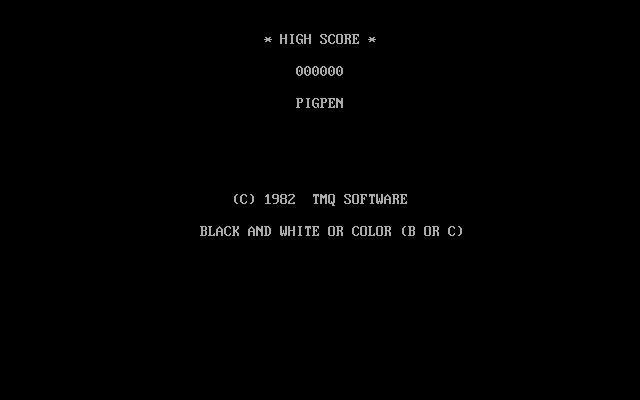 * HIGH SCORE *
000000
PIGPEN
(C) 1982  TMQ SOFTWARE
BLACK AND WHITE OR COLOR (B OR C)